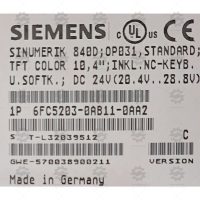 SIEMENS
SINUMERIK 840D;OP031,STANDARD;
TFT COLOR 10,4";INKL.NC-KEYB.
U.SOFTK.; DC 24V(20.4V...28.8V)
1P 6FC5203-0AB11-0AA2
S T-L32039512 C
GWE-570038900211 VERSION
Made in Germany